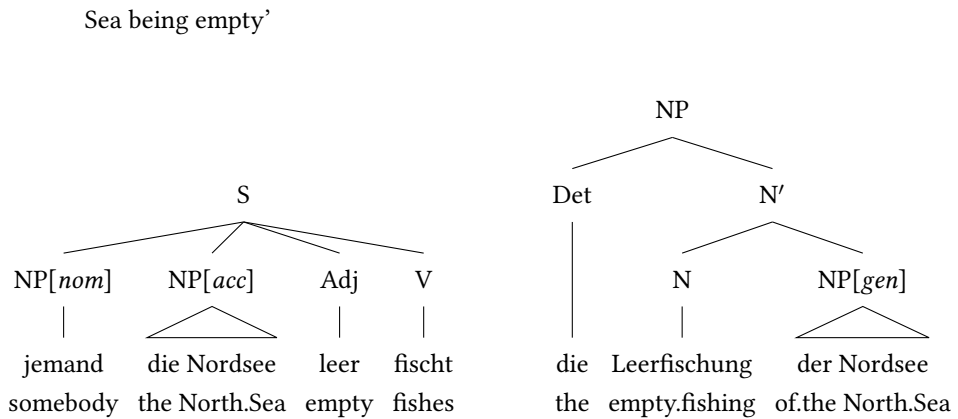 Sea being empty’
NP
S Det N′
NP[nom] NP[acc] Adj V N NP[gen]
jemand die Nordsee leer fischt die Leerfischung der Nordsee
somebody the North.Sea empty fishes the empty.fishing of.the North.Sea